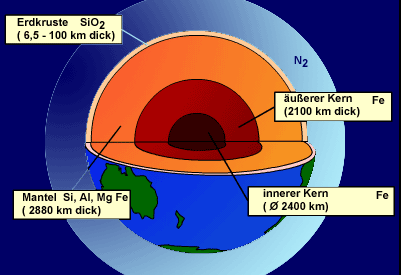 Erdkruste SiO2
( 6,5 - 100 km dick)
N2
äußerer Kern Fe
(2100 km dick)
Mantel Si, Al, Mg Fe
( 2880 km dick)
innerer Kern Fe
( Ø 2400 km)